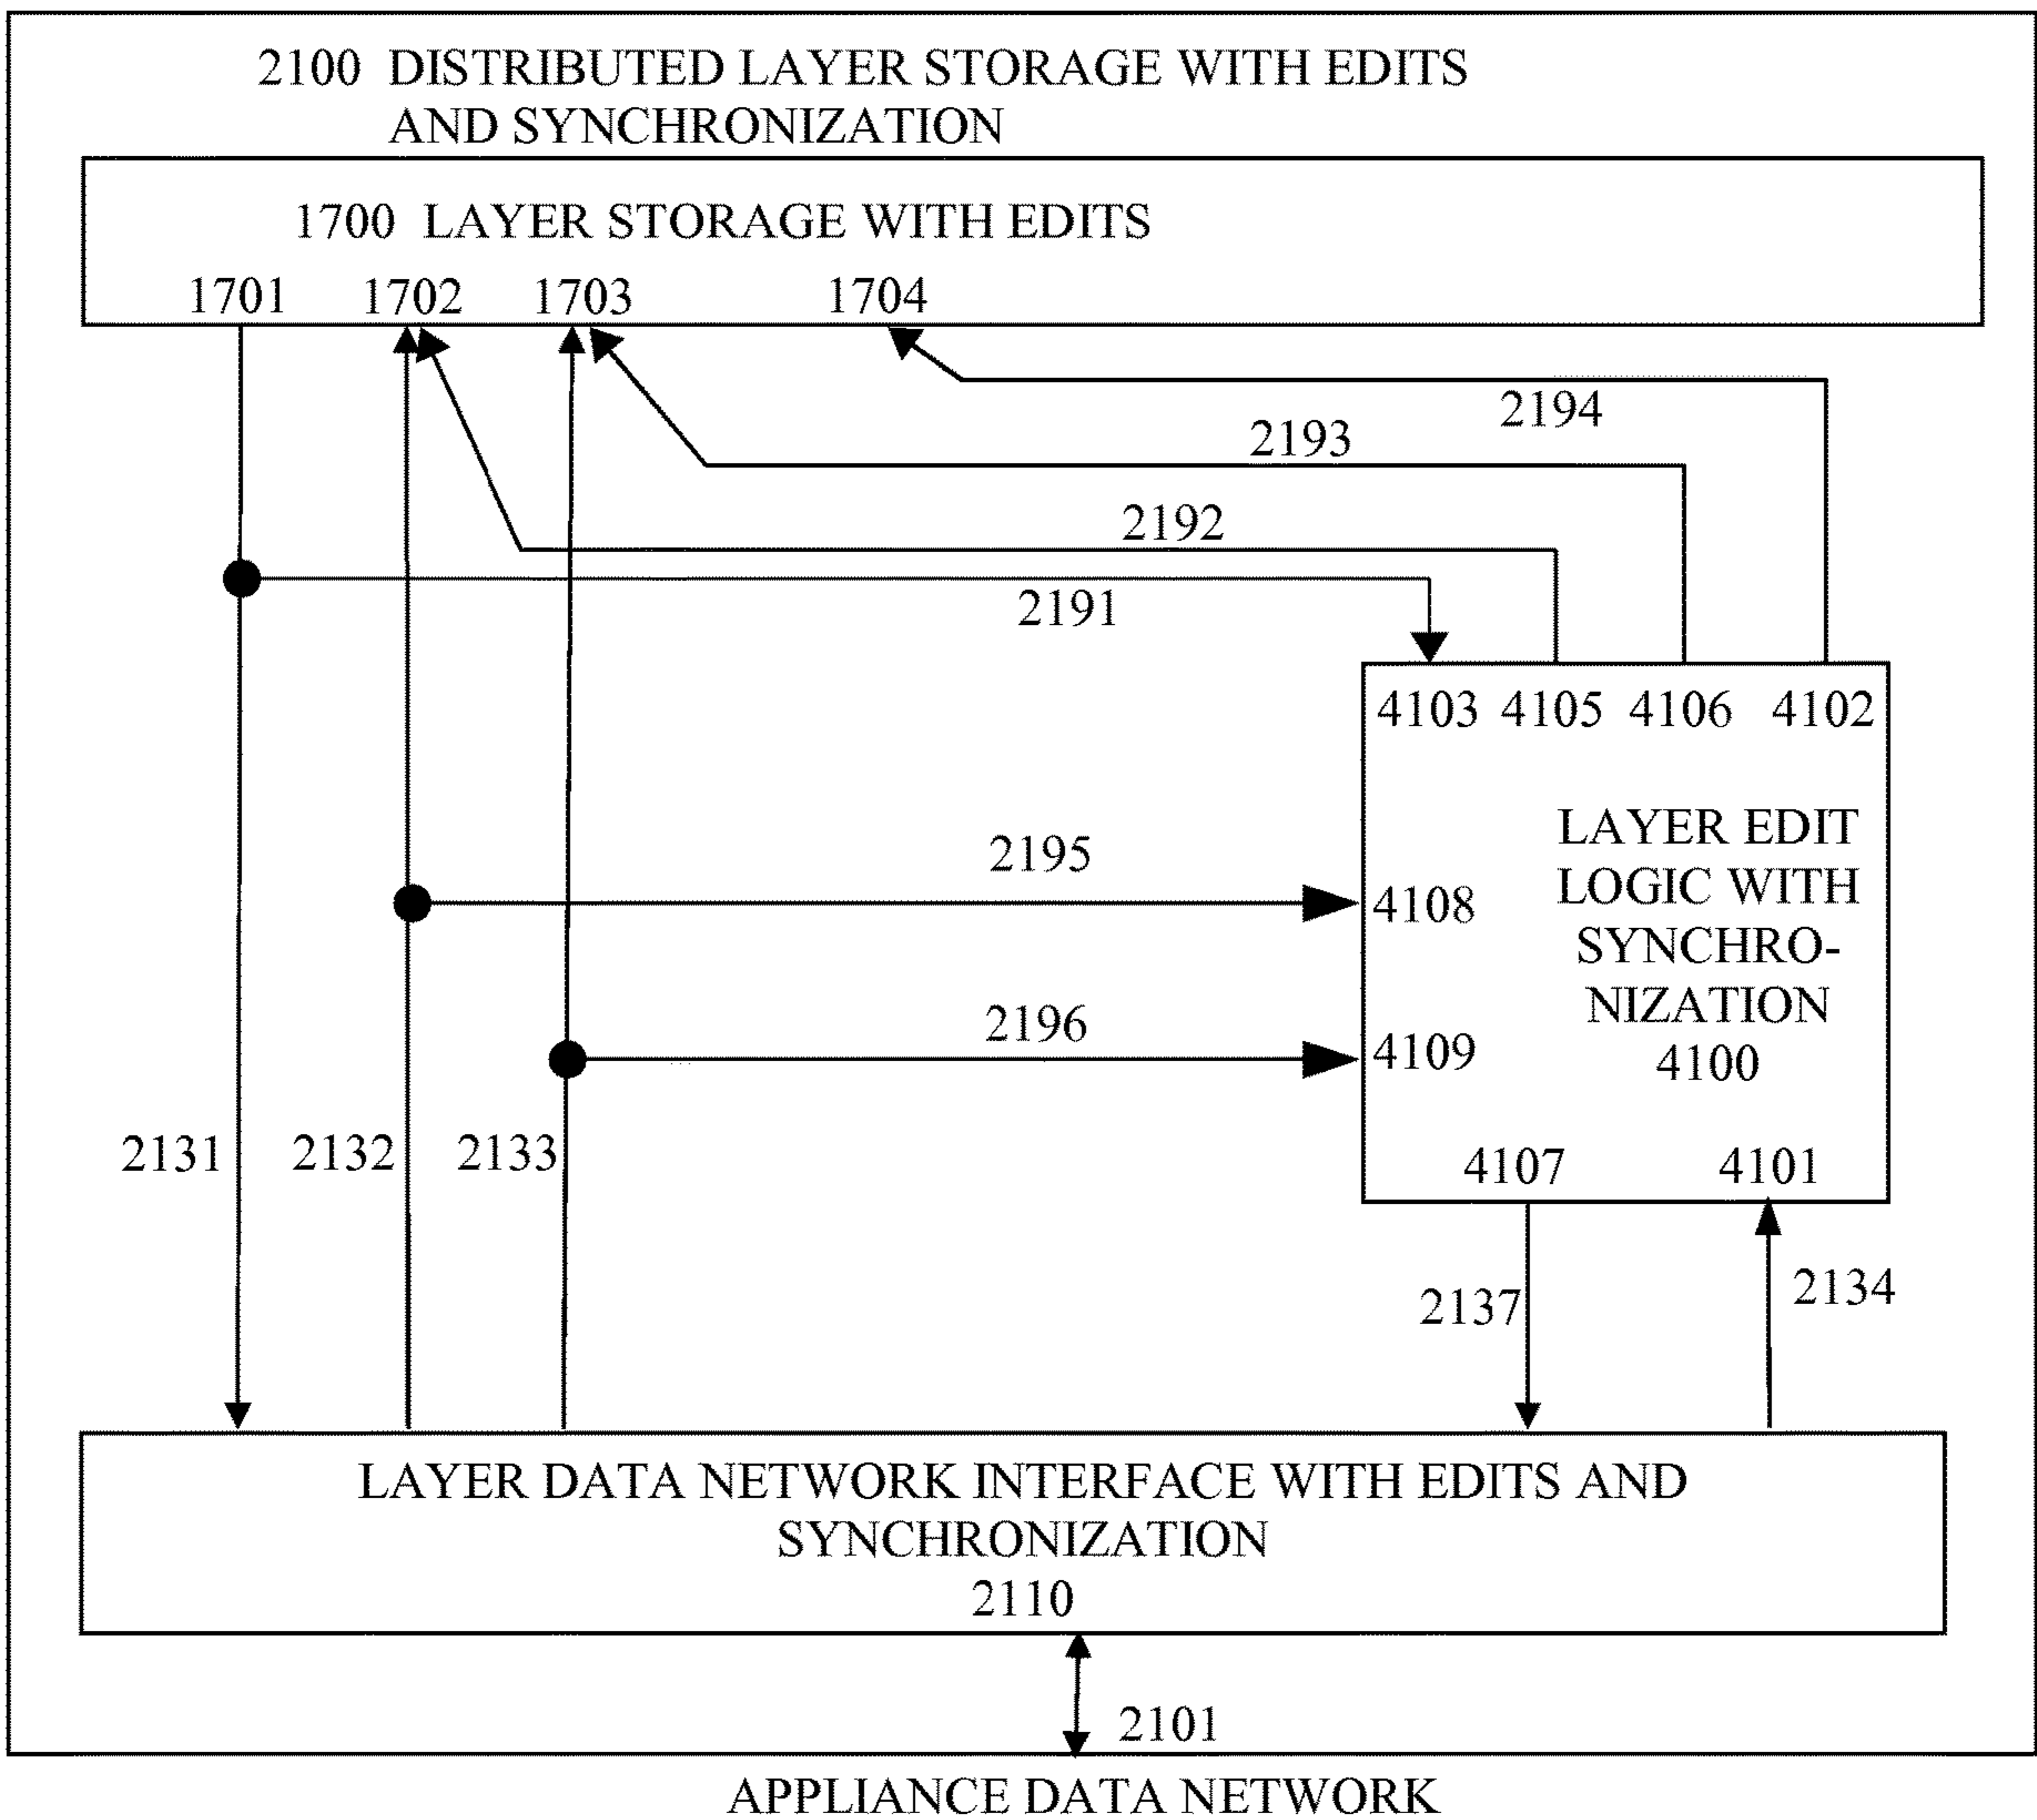 2100 DISTRIBUTED LAYER STORAGE WITH EDITS
AND SYNCHRONIZATION
1700 LAYER STORAGE WITH EDITS
1701 1702 1703 1704
2194
2193
2192
2191
4103 4105 4106 4102
LAYER EDIT
LOGIC WITH
SYNCHRO-
NIZATION
4100
2195
4108
2196
4109
2131 2132 2133
4107 4101
2137
2134
LAYER DATA NETWORK INTERFACE WITH EDITS AND
SYNCHRONIZATION
2110
2101
APPLIANCE DATA NETWORK